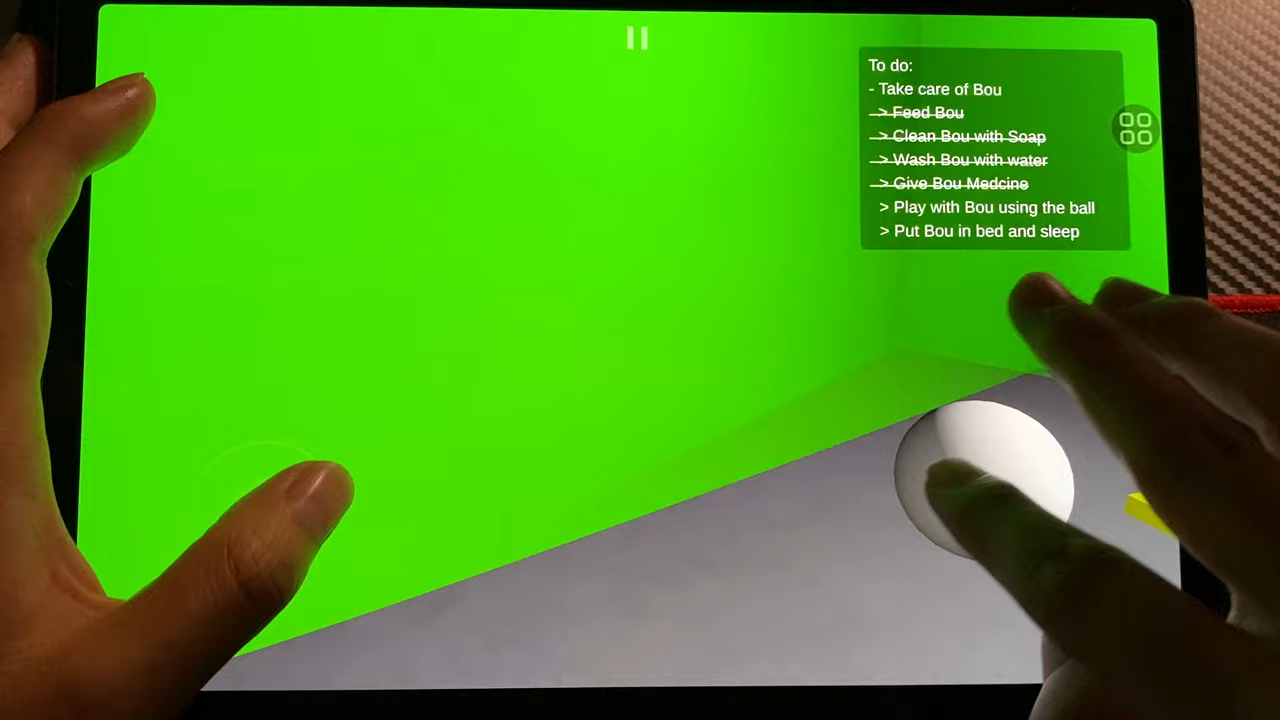 To do:
- Take care of Bou
> Feed Bou
> Clean Bou with Soap
> Wash Bou with water
> Give Bou Medcine
> Play with Bou using the ball
> Put Bou in bed and sleep